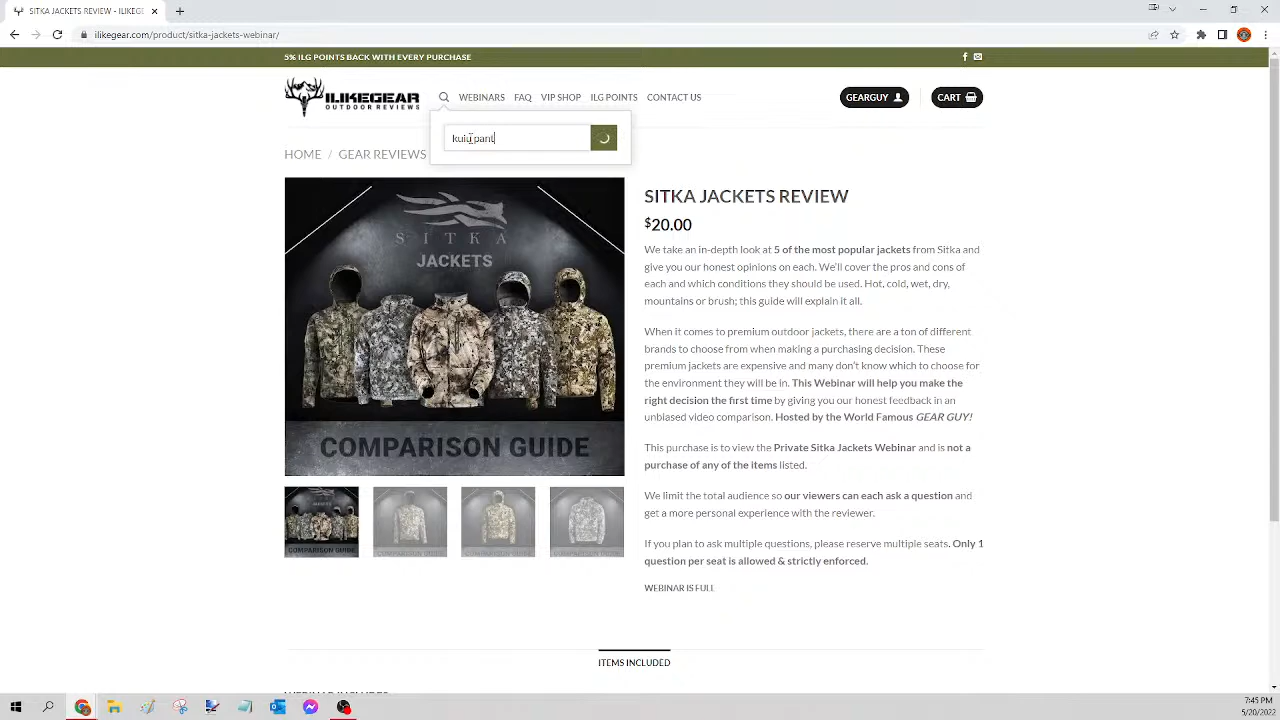 SITKA JACKETS REVIEW - ILIKEGE
ilikegear.com/product/sitka-jackets-webinar/
5% ILG POINTS BACK WITH EVERY PURCHASE
ILIKEGEAR
OUTDOOR REVIEWS
WEBINARS
FAQ
VIP SHOP
ILG POINTS
CONTACT US
GEARGUY
CART
kuiu pant
HOME / GEAR REVIEWS
SITKA
JACKETS
COMPARISON GUIDE
JACKETS
COMPARISON GUIDE
SITKA JACKETS REVIEW
$20.00
We take an in-depth look at 5 of the most popular jackets from Sitka and
give you our honest opinions on each. We'll cover the pros and cons of
each and which conditions they should be used. Hot, cold, wet, dry,
mountains or brush; this guide will explain it all.
When it comes to premium outdoor jackets, there are a ton of different
brands to choose from when making a purchasing decision. These
premium jackets are expensive and many don't know which to choose for
the environment they will be in. This Webinar will help you make the
right decision the first time by giving you our honest feedback in an
unbiased video comparison. Hosted by the World Famous GEAR GUY!
This purchase is to view the Private Sitka Jackets Webinar and is not a
purchase of any of the items listed.
We limit the total audience so our viewers can each ask a question and
get a more personal experience with the reviewer.
If you plan to ask multiple questions, please reserve multiple seats. Only 1
question per seat is allowed & strictly enforced.
WEBINAR IS FULL
ITEMS INCLUDED
WEBINAR INCLUDES
7:45 PM
5/20/2022